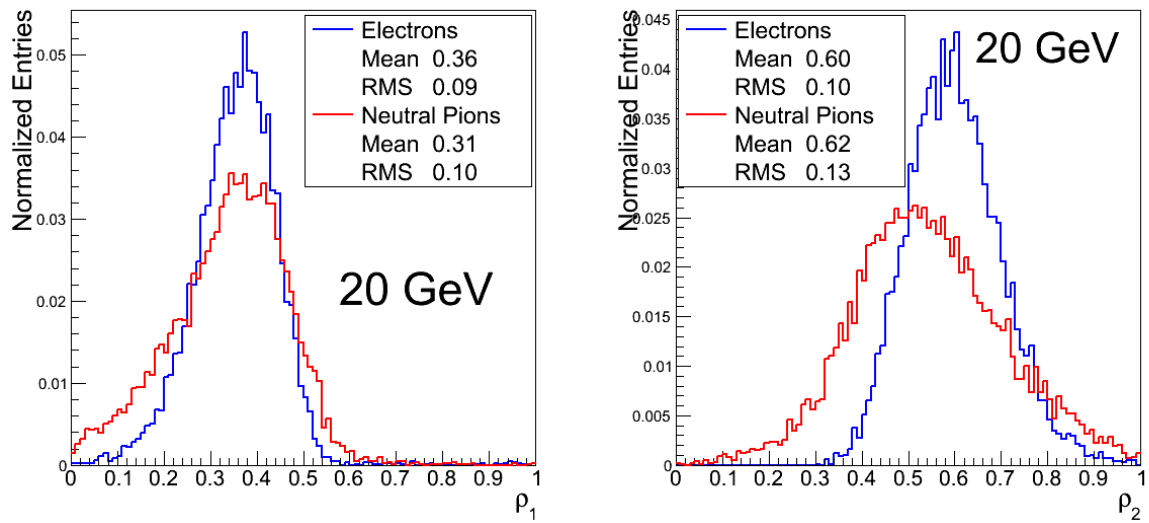 Normalized Entries
0.05
0.04
0.03
0.02
0.01
0
Electrons
Mean 0.36
RMS 0.09
Neutral Pions
Mean 0.31
RMS 0.10
20 GeV
0 0.1 0.2 0.3 0.4 0.5 0.6 0.7 0.8 0.9 1
ρ1
Normalized Entries
0.045
0.04
0.035
0.03
0.025
0.02
0.015
0.01
0.005
0
Electrons
Mean 0.60
RMS 0.10
Neutral Pions
Mean 0.62
RMS 0.13
20 GeV
0 0.1 0.2 0.3 0.4 0.5 0.6 0.7 0.8 0.9 1
ρ2